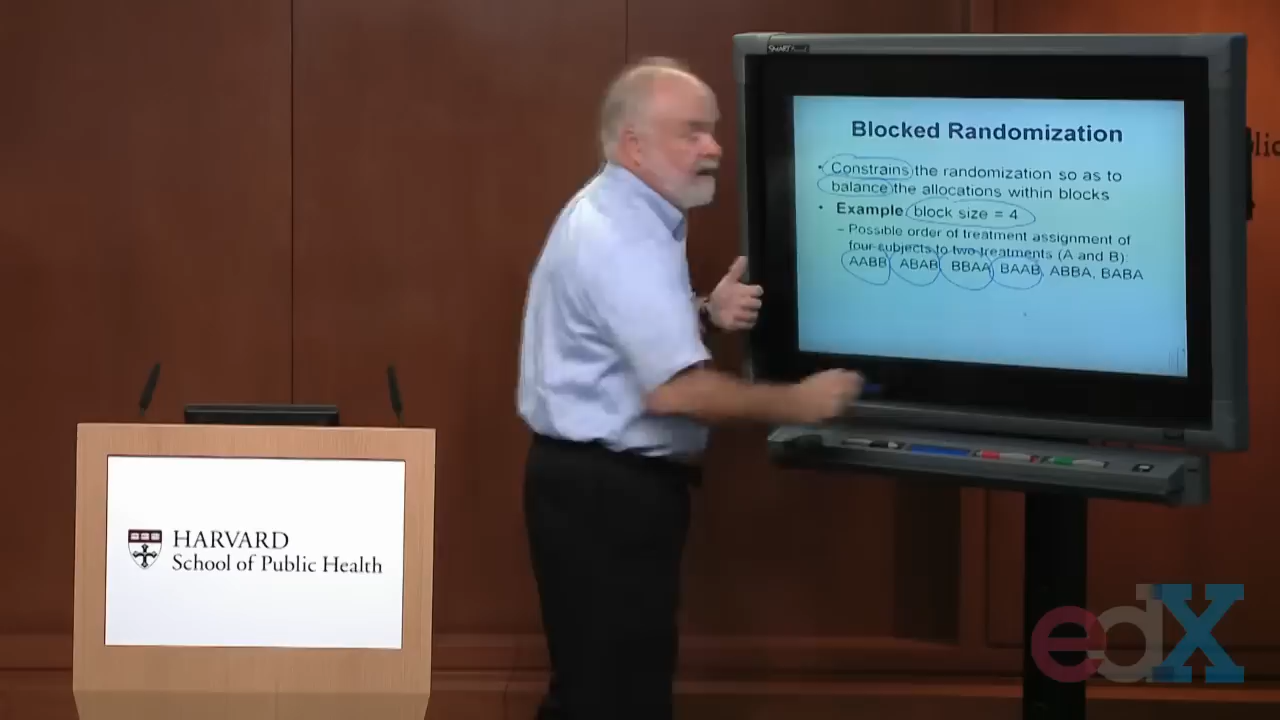 SMART
Blocked Randomization
• Constrains the randomization so as to
balance the allocations within blocks
• Example block size = 4
– Possible order of treatment assignment of
four subjects to two treatments (A and B):
AABB ABAB BBAA BAAB, ABBA, BABA
HARVARD
School of Public Health
edX